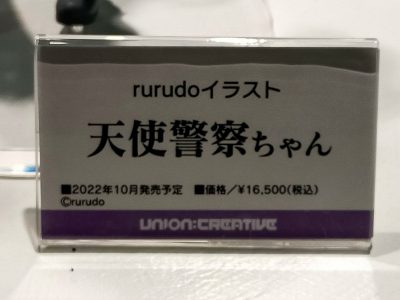 rurudoイラスト
天使警察ちゃん
■2022年10月発売予定 ■価格/¥16,500(税込)
©rurudo
UNION:CREATIVE